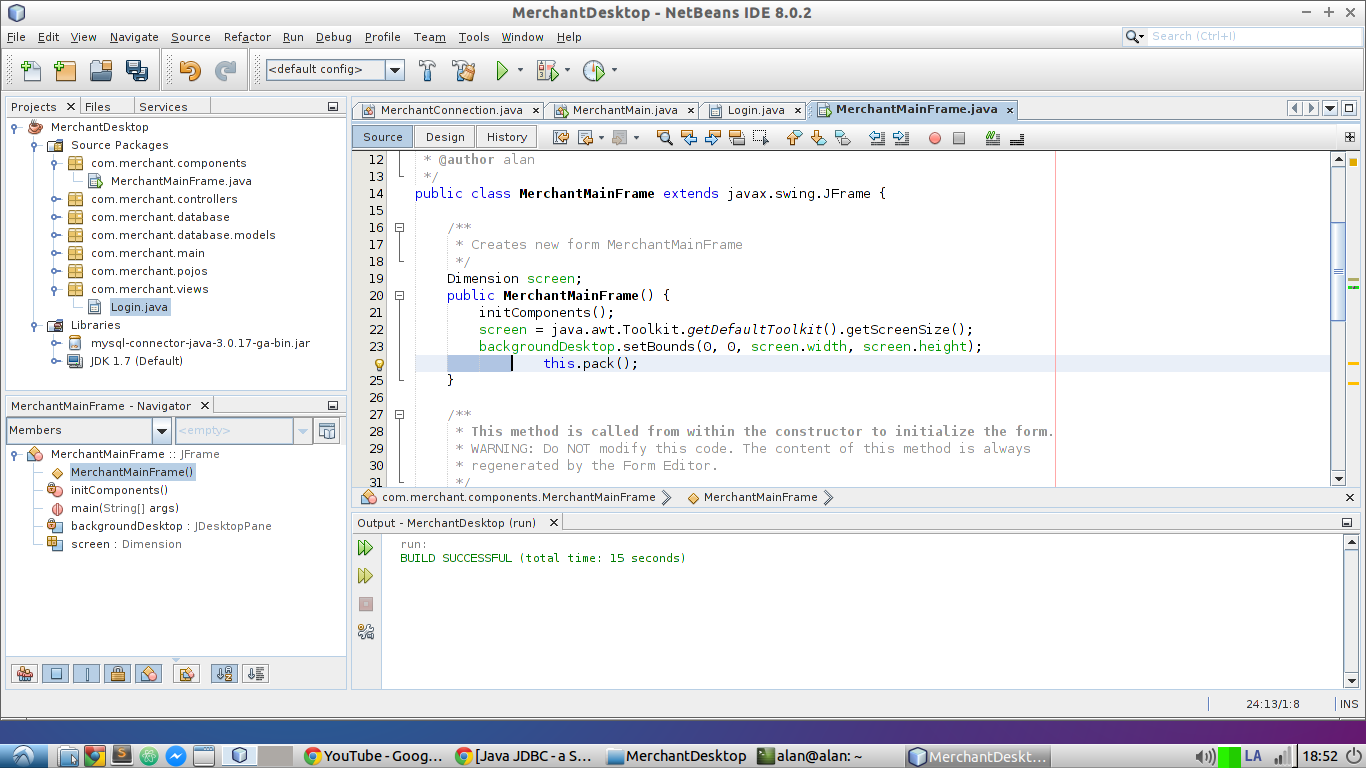 MerchantDesktop - NetBeans IDE 8.0.2
File Edit View Navigate Source Refactor Run Debug Profile Team Tools Window Help
Search (Ctrl+I)
<default config>
Projects Files Services
MerchantDesktop
Source Packages
com.merchant.components
MerchantMainFrame.java
com.merchant.controllers
com.merchant.database
com.merchant.database.models
com.merchant.main
com.merchant.pojos
com.merchant.views
Login.java
Libraries
mysql-connector-java-3.0.17-ga-bin.jar
JDK 1.7 (Default)
MerchantMainFrame - Navigator
Members <empty>
MerchantMainFrame :: JFrame
MerchantMainFrame()
initComponents()
main(String[] args)
backgroundDesktop : JDesktopPane
screen : Dimension
MerchantConnection.java MerchantMain.java Login.java MerchantMainFrame.java
Source Design History
12 * @author alan
13 */
14 public class MerchantMainFrame extends javax.swing.JFrame {
15
16 /**
17 * Creates new form MerchantMainFrame
18 */
19 Dimension screen;
20 public MerchantMainFrame() {
21 initComponents();
22 screen = java.awt.Toolkit.getDefaultToolkit().getScreenSize();
23 backgroundDesktop.setBounds(0, 0, screen.width, screen.height);
this.pack();
25 }
26
27 /**
28 * This method is called from within the constructor to initialize the form.
29 * WARNING: Do NOT modify this code. The content of this method is always
30 * regenerated by the Form Editor.
31 */
com.merchant.components.MerchantMainFrame MerchantMainFrame
Output - MerchantDesktop (run)
run:
BUILD SUCCESSFUL (total time: 15 seconds)
24:13/1:8 INS
YouTube - Goog... [Java JDBC - a S... MerchantDesktop alan@alan: ~ MerchantDeskt... LA 18:52